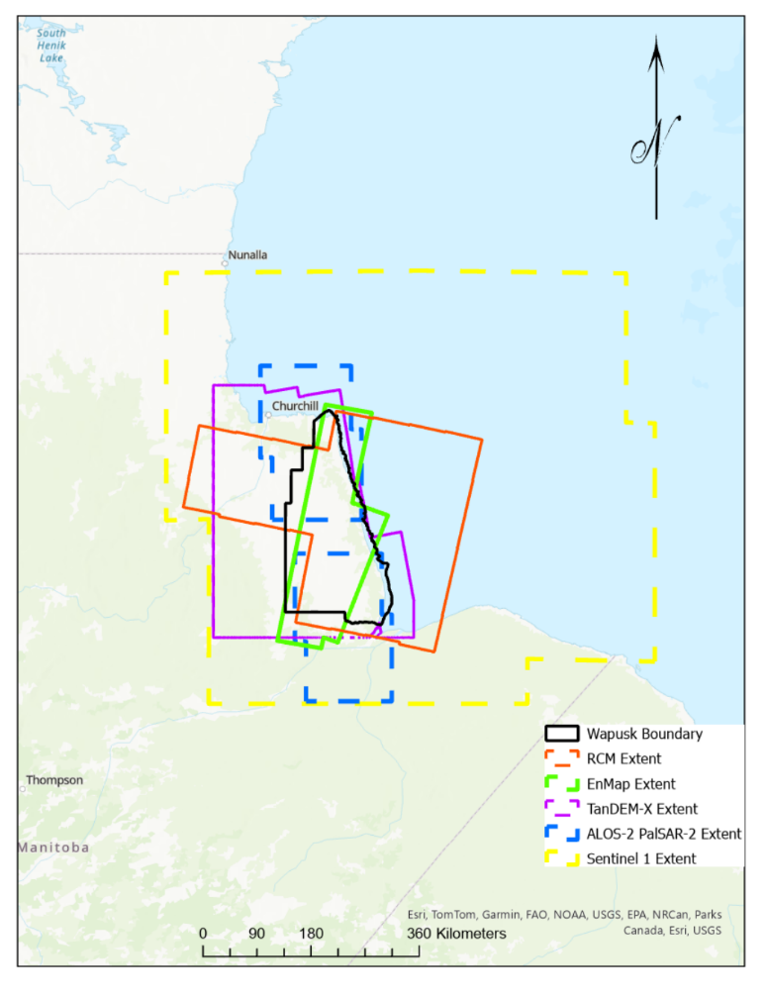 South
Henik
Lake
N
Nunalla
Churchill
Wapusk Boundary
RCM Extent
EnMap Extent
TanDEM-X Extent
ALOS-2 PalSAR-2 Extent
Sentinel 1 Extent
Thompson
Manitoba
Esri, TomTom, Garmin, FAO, NOAA, USGS, EPA, NRCan, Parks
Canada, Esri, USGS
0 90 180 360 Kilometers